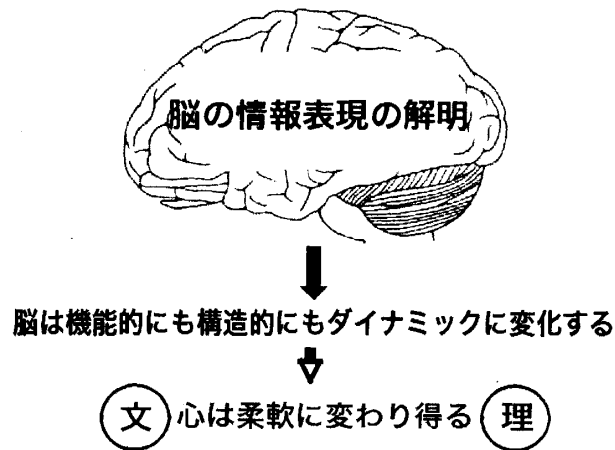 脳の情報表現の解明
脳は機能的にも構造的にもダイナミックに変化する
文 心は柔軟に変わり得る 理